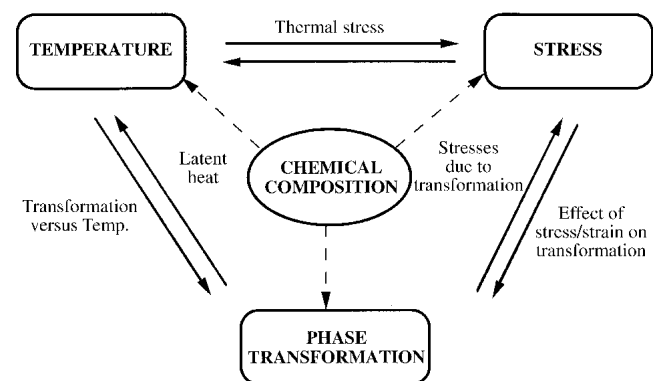 Thermal stress
TEMPERATURE
STRESS
Latent
heat
CHEMICAL
COMPOSITION
Stresses
due to
transformation
Transformation
versus Temp.
Effect of
stress/strain on
transformation
PHASE
TRANSFORMATION